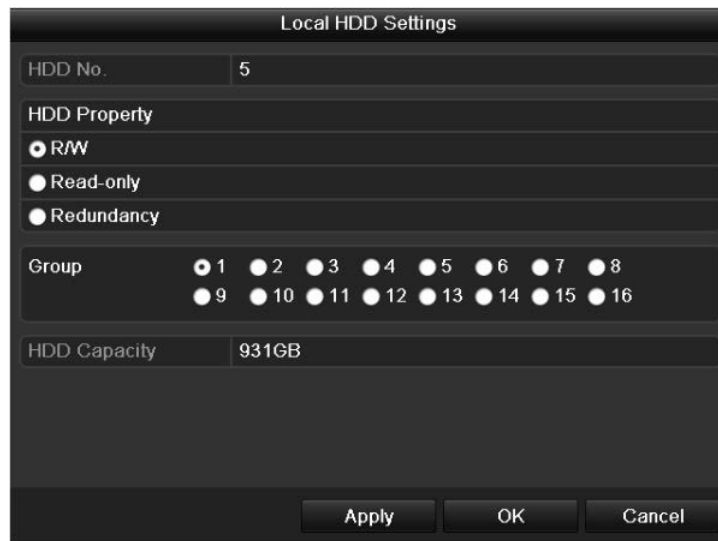 Local HDD Settings
HDD No. 5
HDD Property
R/W
Read-only
Redundancy
Group 1 2 3 4 5 6 7 8
9 10 11 12 13 14 15 16
HDD Capacity 931GB
Apply OK Cancel